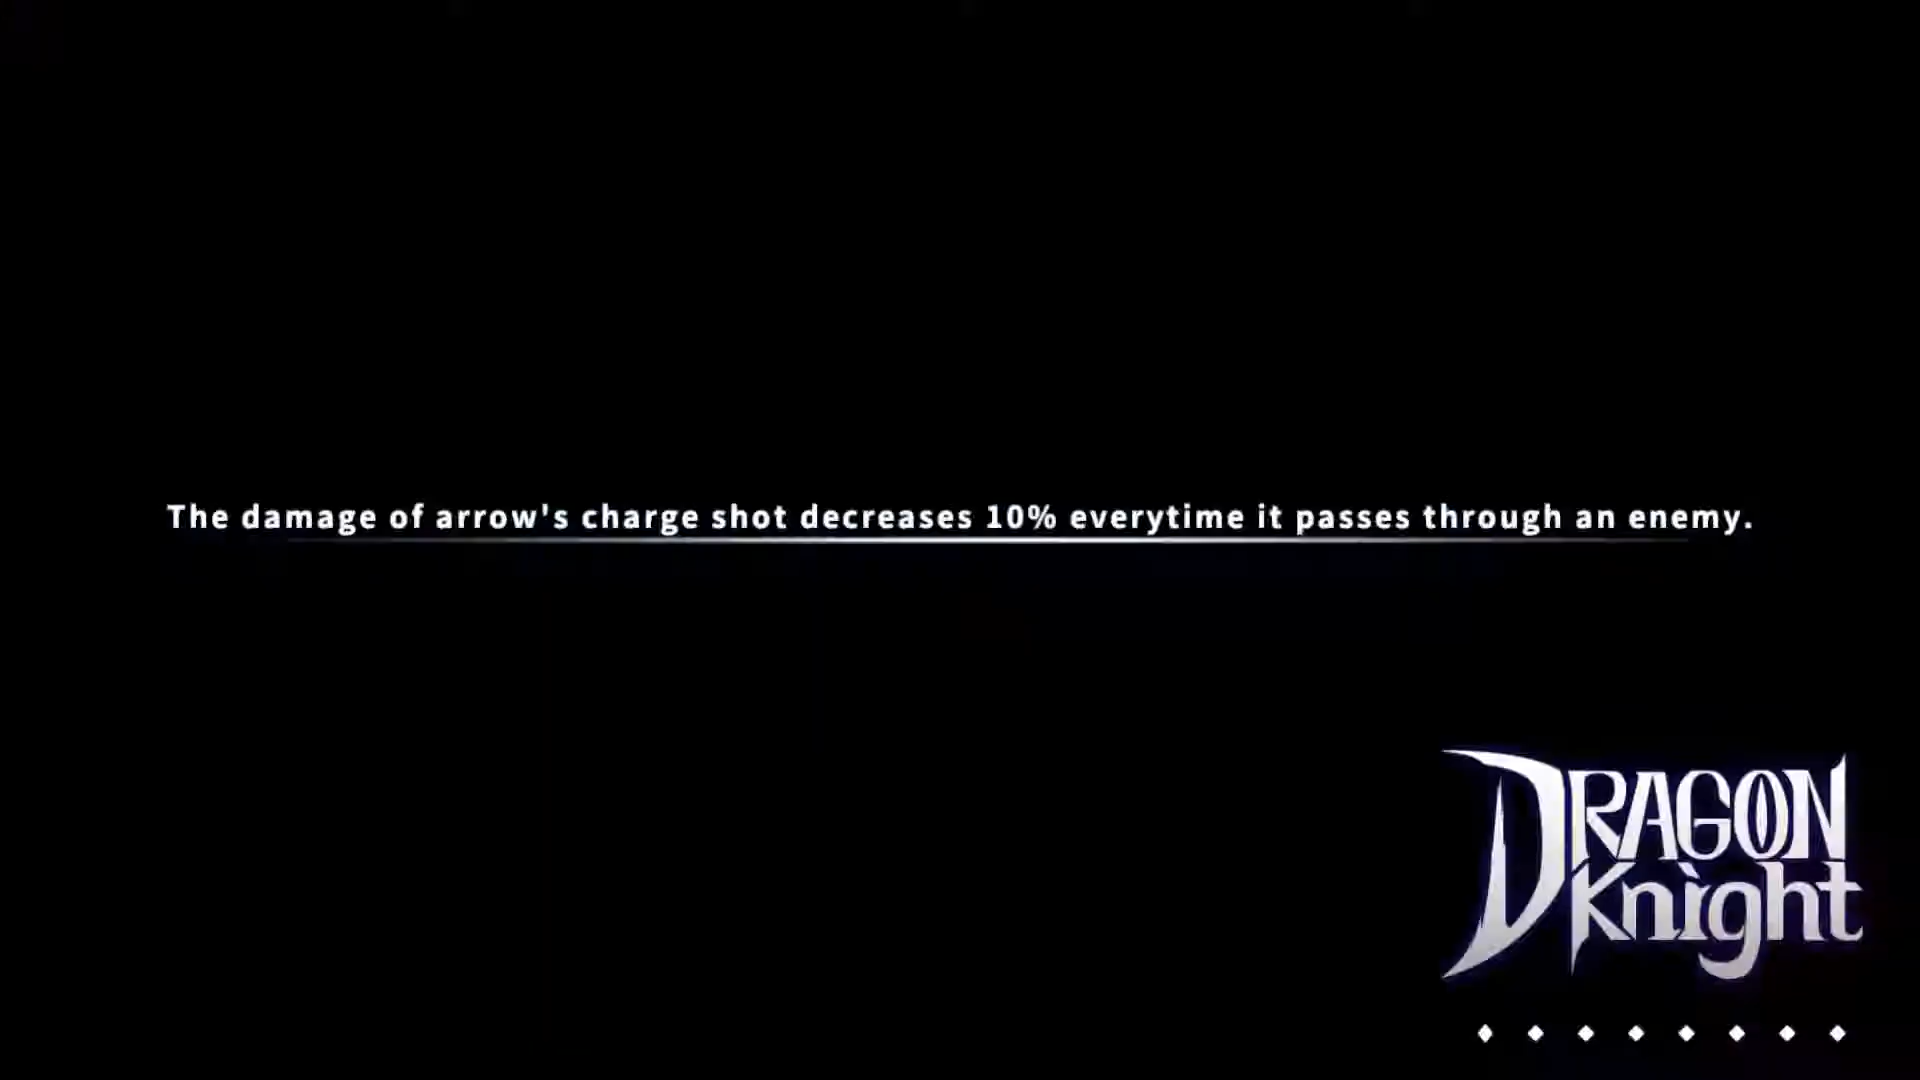 The damage of arrow's charge shot decreases 10% everytime it passes through an enemy.
DRAGON
Knight